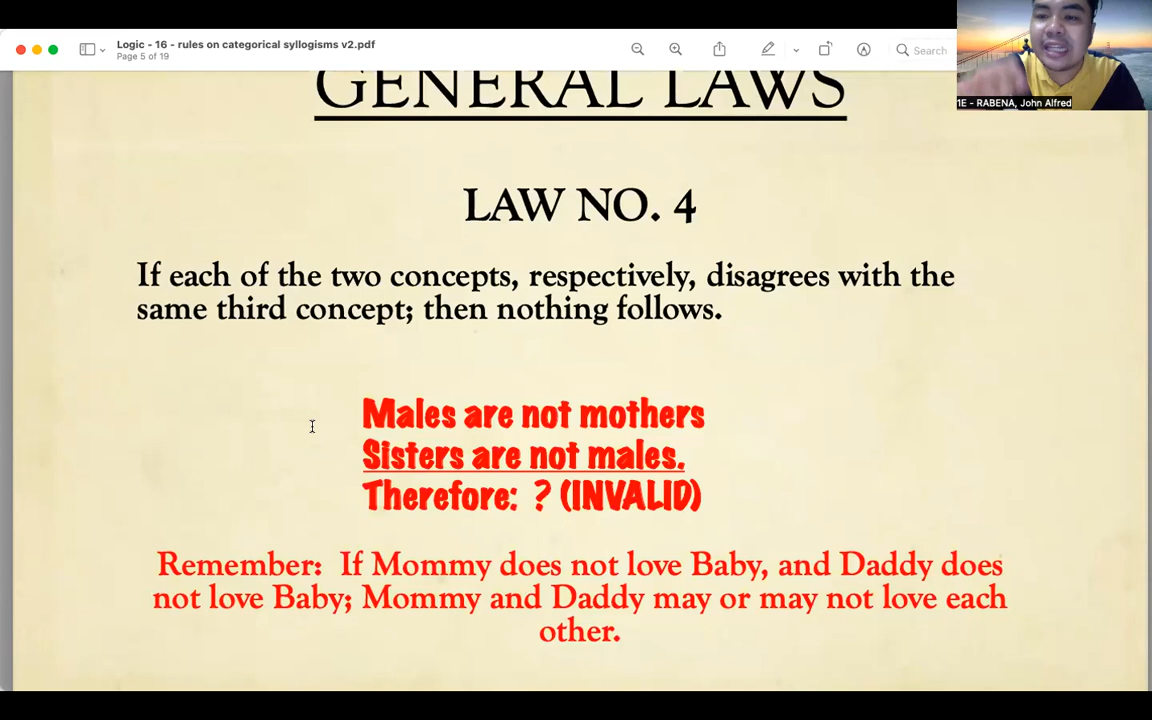 Logic - 16 - rules on categorical syllogisms v2.pdf
Page 5 of 19
Search
1E - RABENA, John Alfred
GENERAL LAWS
LAW NO. 4
If each of the two concepts, respectively, disagrees with the
same third concept; then nothing follows.
Males are not mothers
Sisters are not males.
Therefore: ? (INVALID)
Remember: If Mommy does not love Baby, and Daddy does
not love Baby; Mommy and Daddy may or may not love each
other.